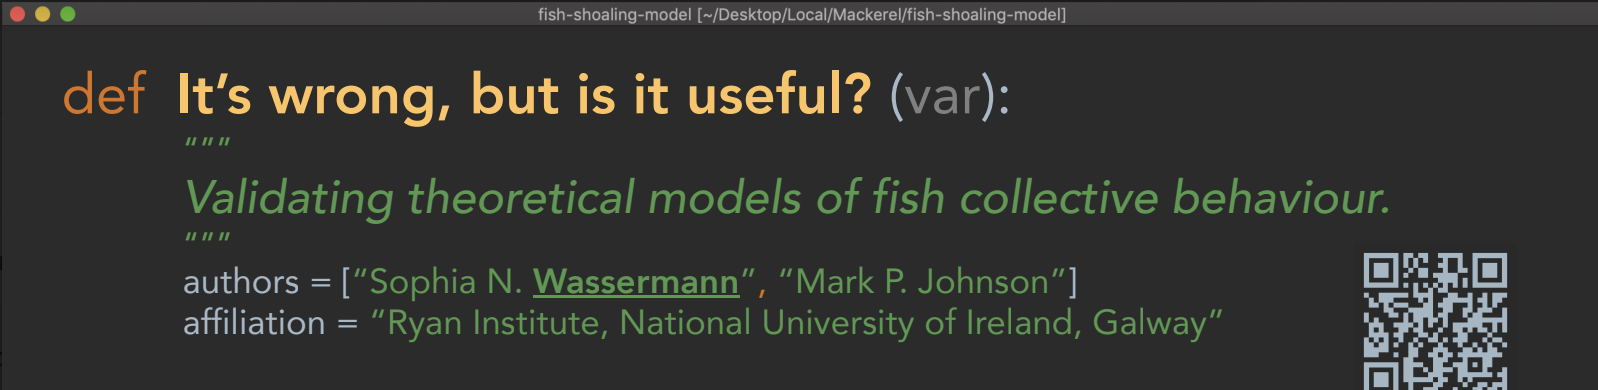 fish-shoaling-model [~/Desktop/Local/Mackerel/fish-shoaling-model]
def It’s wrong, but is it useful? (var):
“””
Validating theoretical models of fish collective behaviour.
“””
authors = [“Sophia N. Wassermann”, “Mark P. Johnson”]
affiliation = “Ryan Institute, National University of Ireland, Galway”